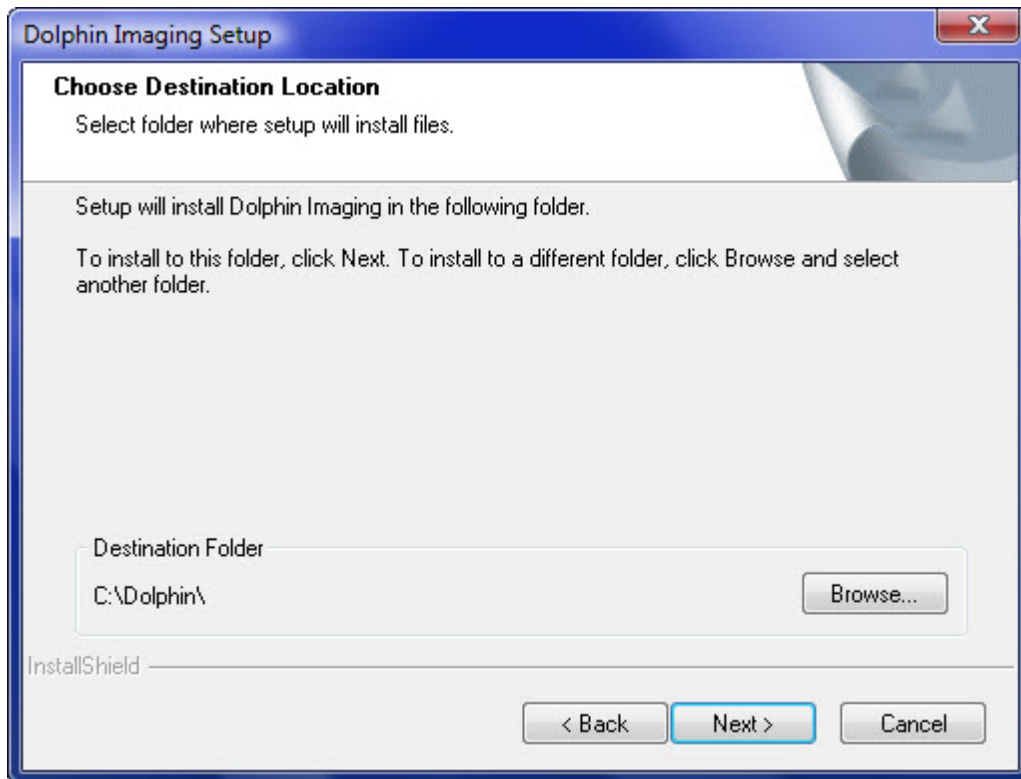 Dolphin Imaging Setup
Choose Destination Location
Select folder where setup will install files.
Setup will install Dolphin Imaging in the following folder.
To install to this folder, click Next. To install to a different folder, click Browse and select
another folder.
Destination Folder
C:\Dolphin\
Browse...
InstallShield
< Back
Next >
Cancel